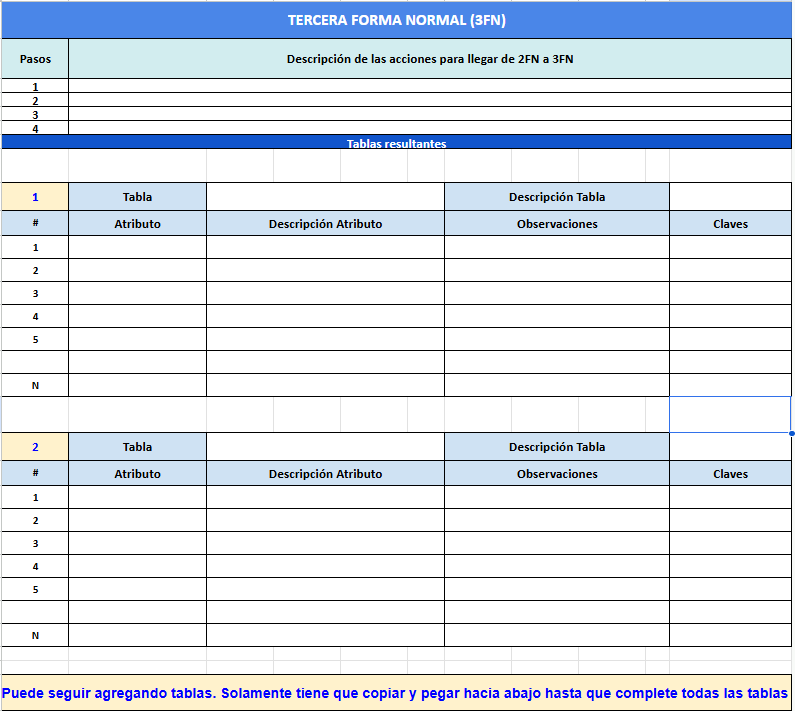 TERCERA FORMA NORMAL (3FN)
Pasos Descripción de las acciones para llegar de 2FN a 3FN
1
2
3
4
Tablas resultantes
1 Tabla Descripción Tabla
# Atributo Descripción Atributo Observaciones Claves
1
2
3
4
5
N
2 Tabla Descripción Tabla
# Atributo Descripción Atributo Observaciones Claves
1
2
3
4
5
N
Puede seguir agregando tablas. Solamente tiene que copiar y pegar hacia abajo hasta que complete todas las tablas